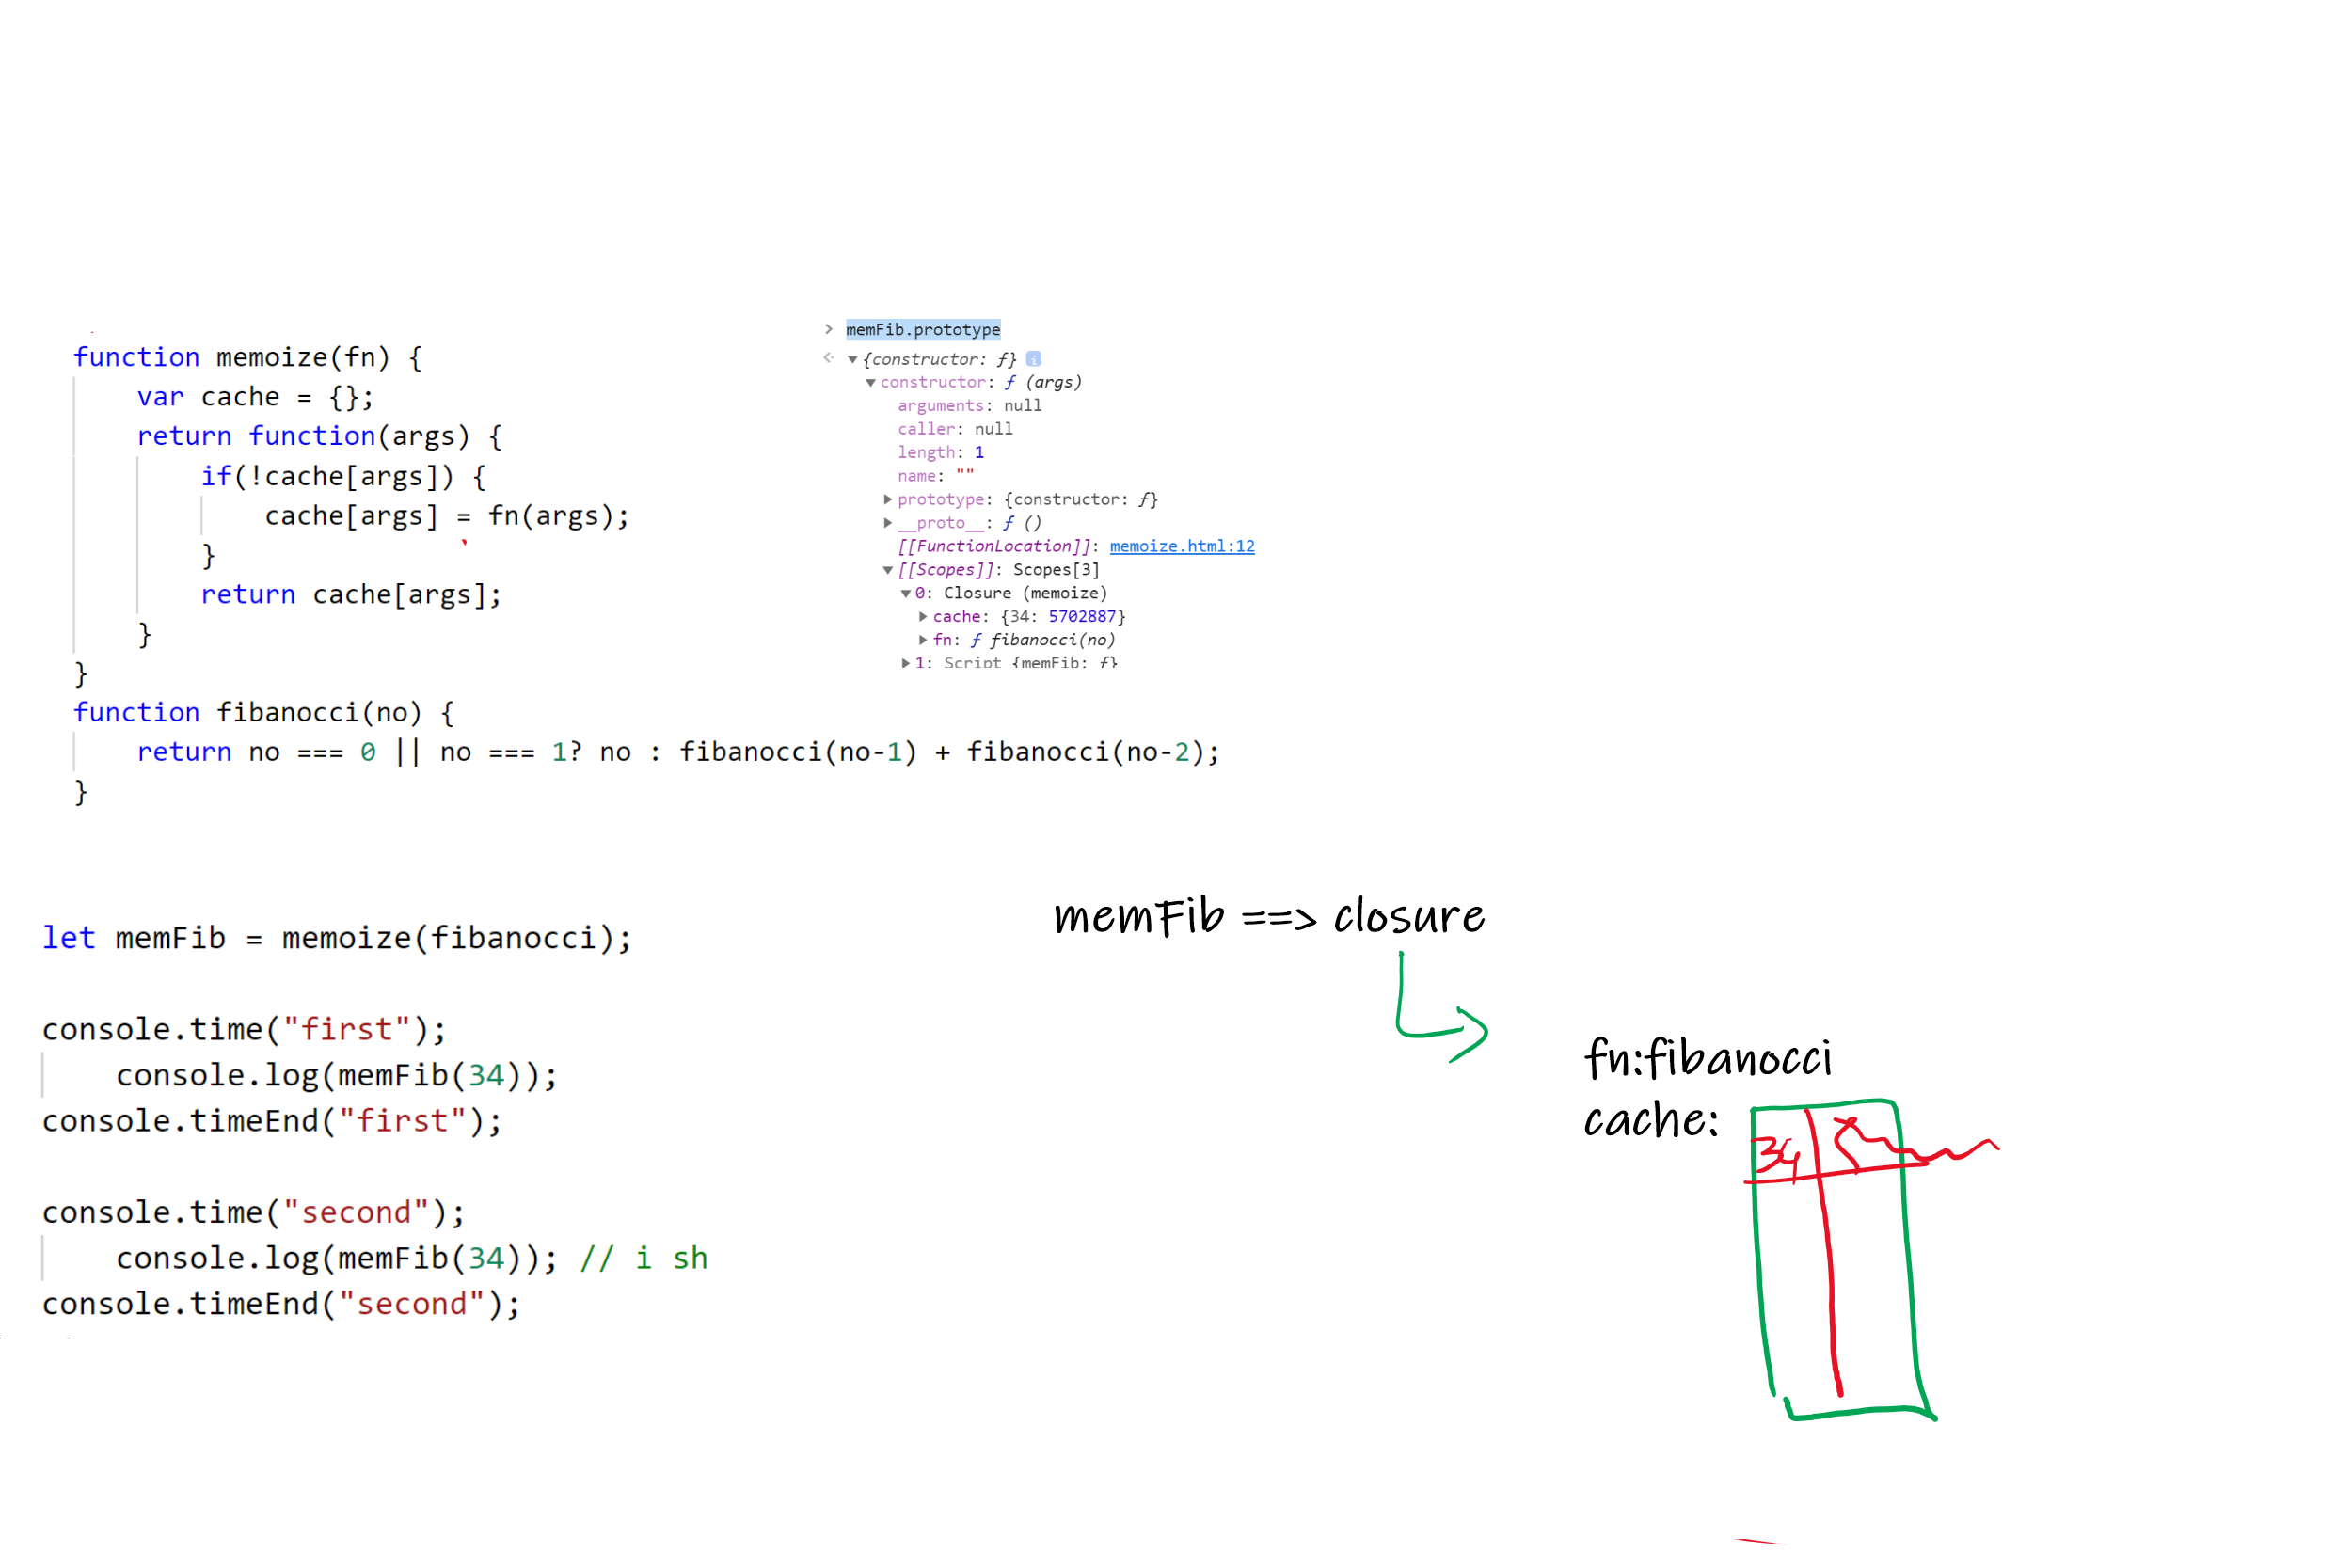 function memoize(fn) {
var cache = {};
return function(args) {
if(!cache[args]) {
cache[args] = fn(args);
}
return cache[args];
}
}
function fibanocci(no) {
return no === 0 || no === 1? no : fibanocci(no-1) + fibanocci(no-2);
}
> memFib.prototype
{constructor: ƒ} i
constructor: ƒ (args)
arguments: null
caller: null
length: 1
name: ""
prototype: {constructor: ƒ}
__proto__: ƒ ()
[[FunctionLocation]]: memoize.html:12
[[Scopes]]: Scopes[3]
0: Closure (memoize)
cache: {34: 5702887}
fn: ƒ fibanocci(no)
1: Script {memFib: ƒ}
let memFib = memoize(fibanocci);
console.time("first");
console.log(memFib(34));
console.timeEnd("first");
console.time("second");
console.log(memFib(34)); // i sh
console.timeEnd("second");
memFib ==> closure
fn:fibanocci
cache:
34